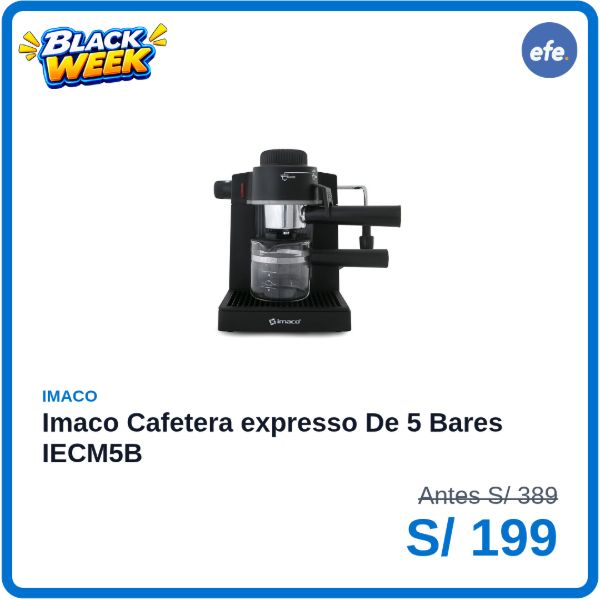 BLACK
WEEK
efe.
imaco
IMACO
Imaco Cafetera expresso De 5 Bares
IECM5B
Antes S/ 389
S/ 199